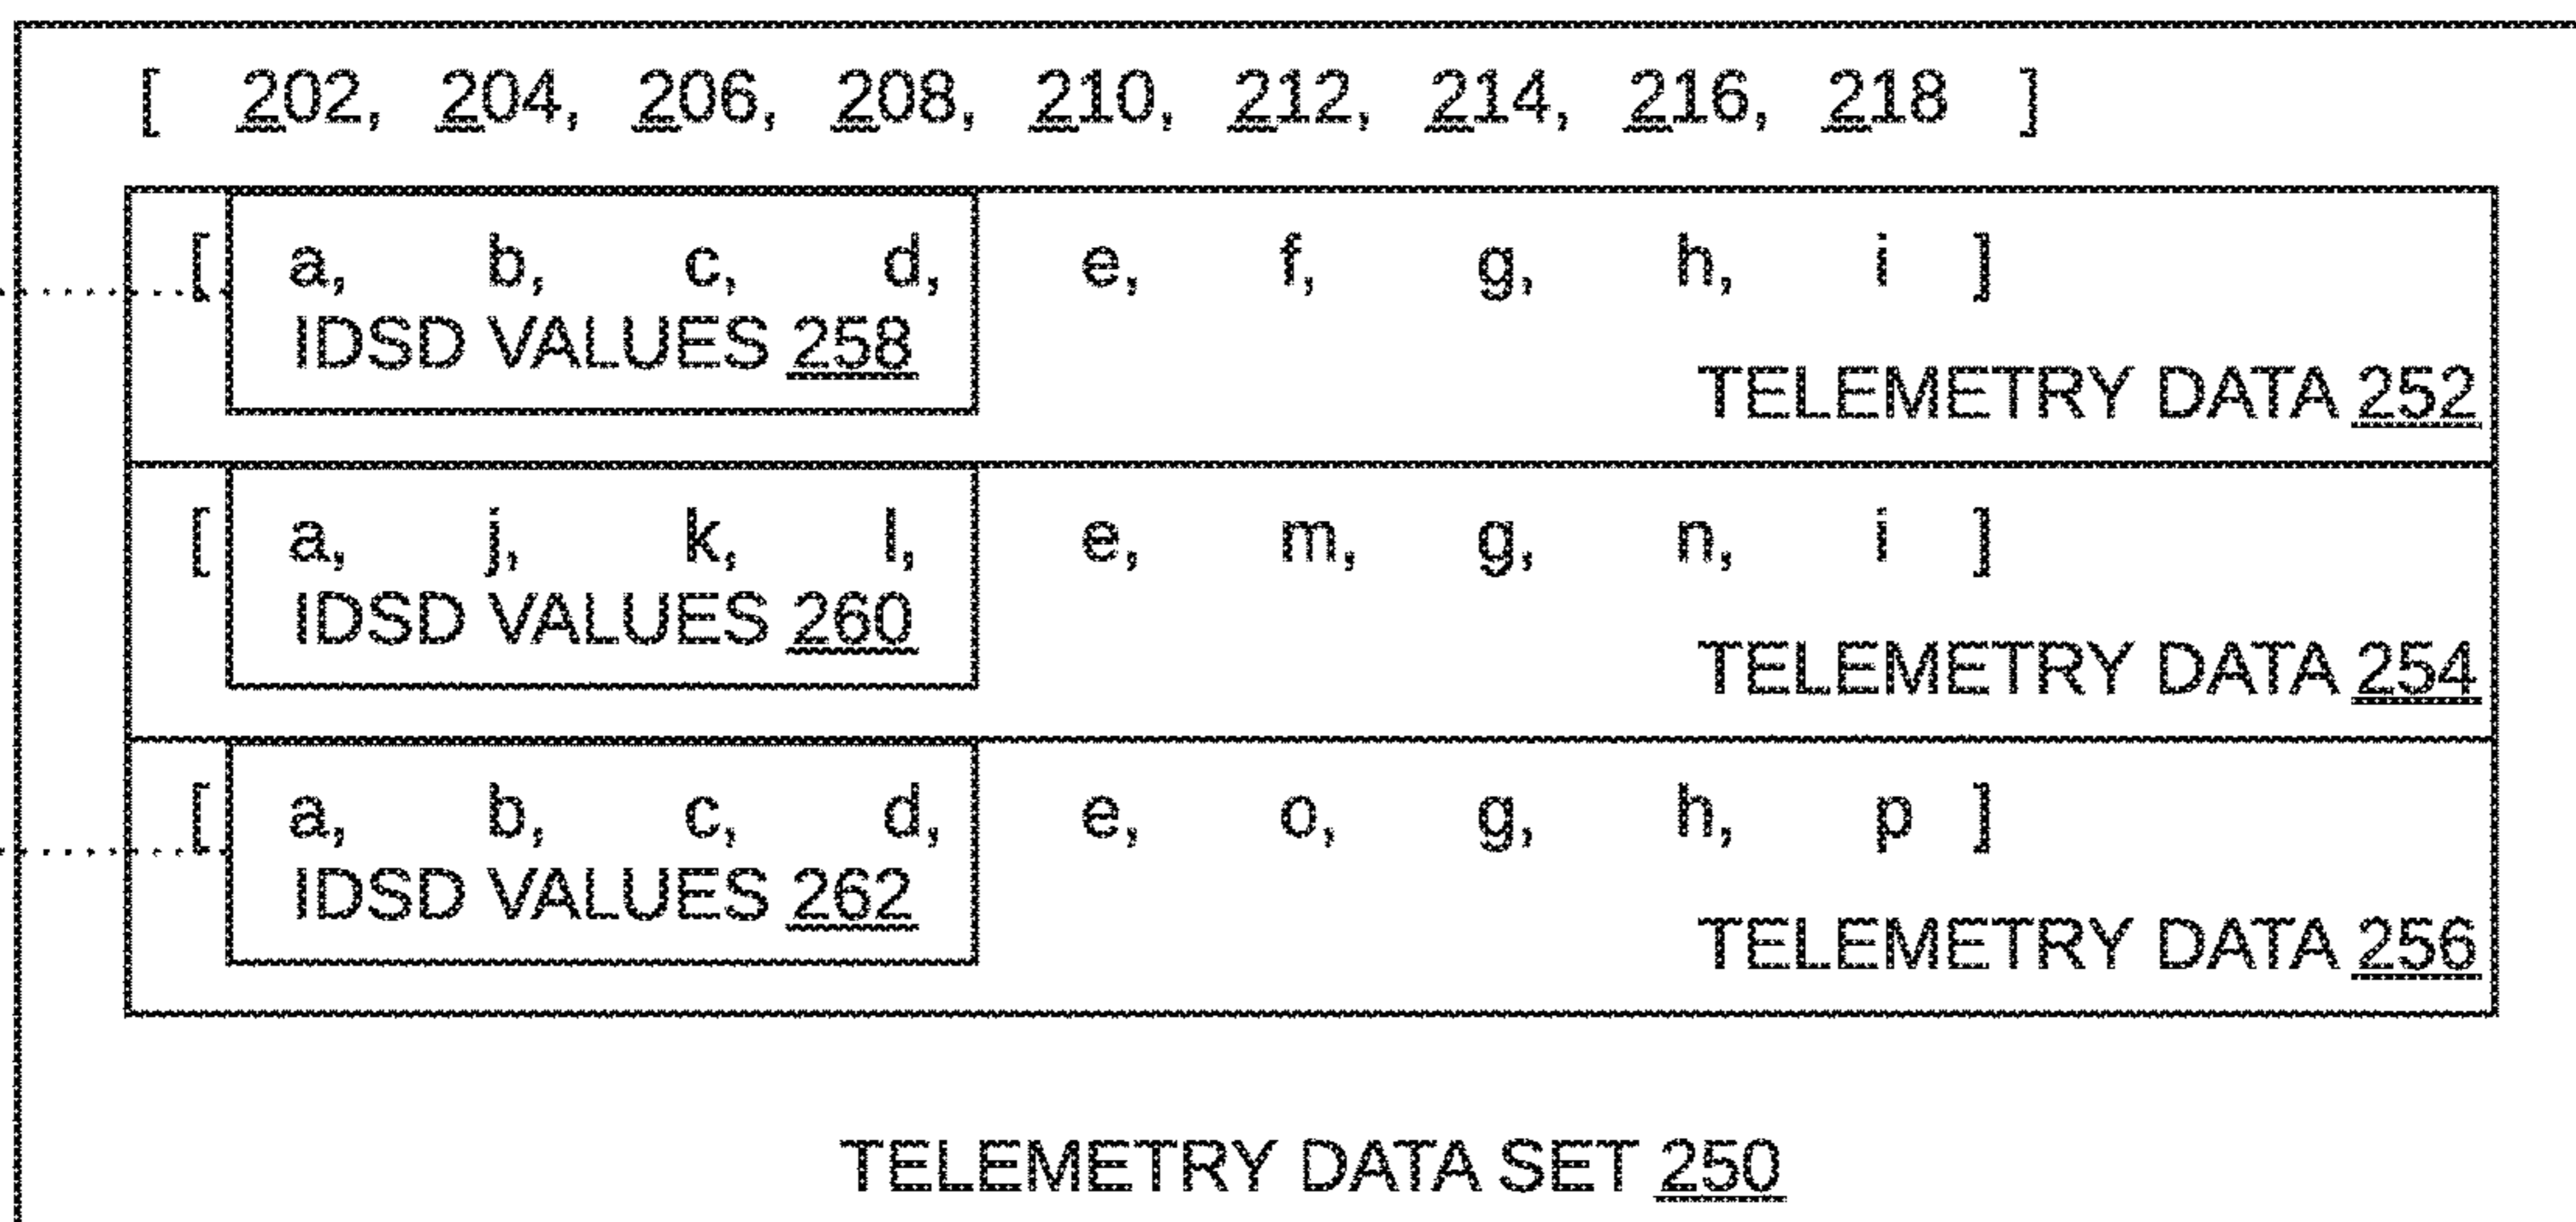 [ 202, 204, 206, 208, 210, 212, 214, 216, 218 ]
[ a, b, c, d, e, f, g, h, i ]
IDSD VALUES 258
TELEMETRY DATA 252
[ a, j, k, l, e, m, g, n, i ]
IDSD VALUES 260
TELEMETRY DATA 254
[ a, b, c, d, e, o, g, h, p ]
IDSD VALUES 262
TELEMETRY DATA 256
TELEMETRY DATA SET 250